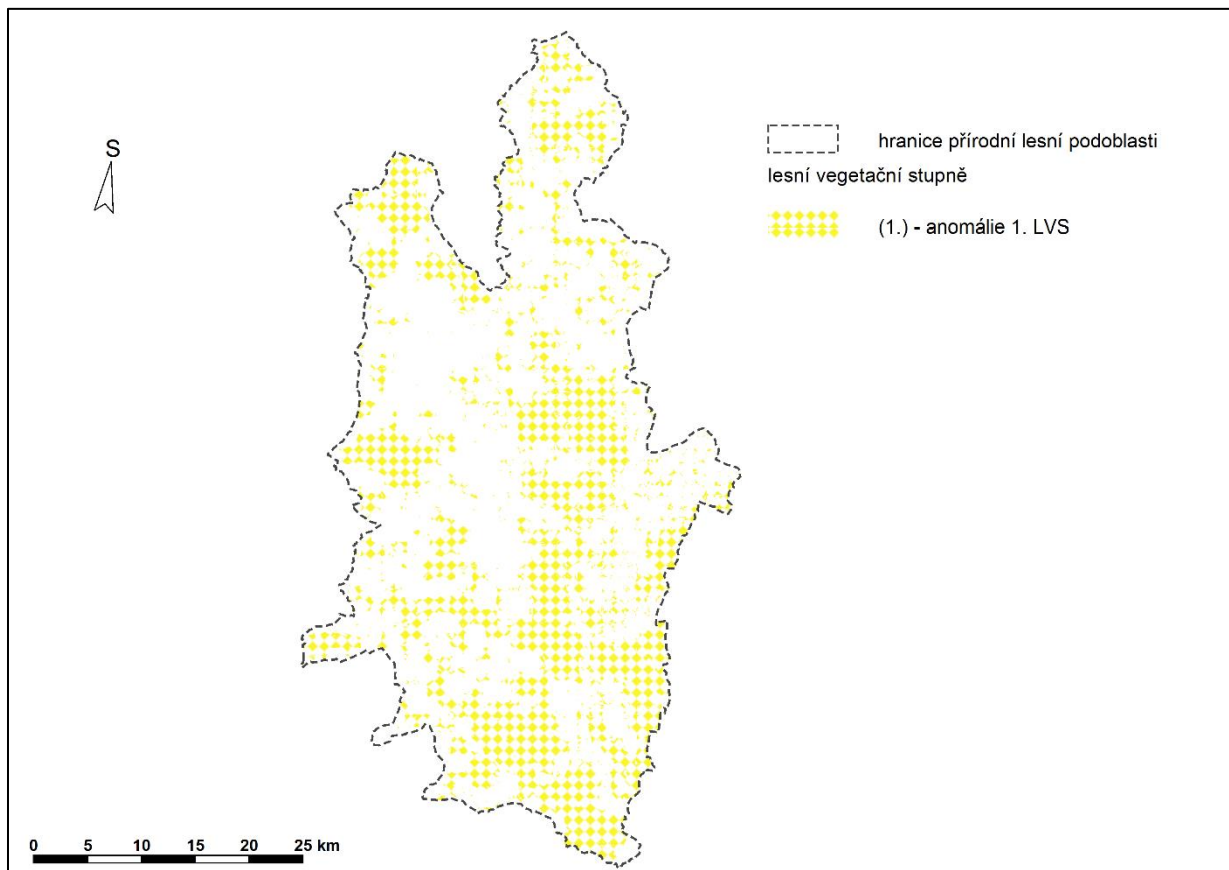 S
hranice přírodní lesní podoblasti
lesní vegetační stupně
(1.) - anomálie 1. LVS
0 5 10 15 20 25 km